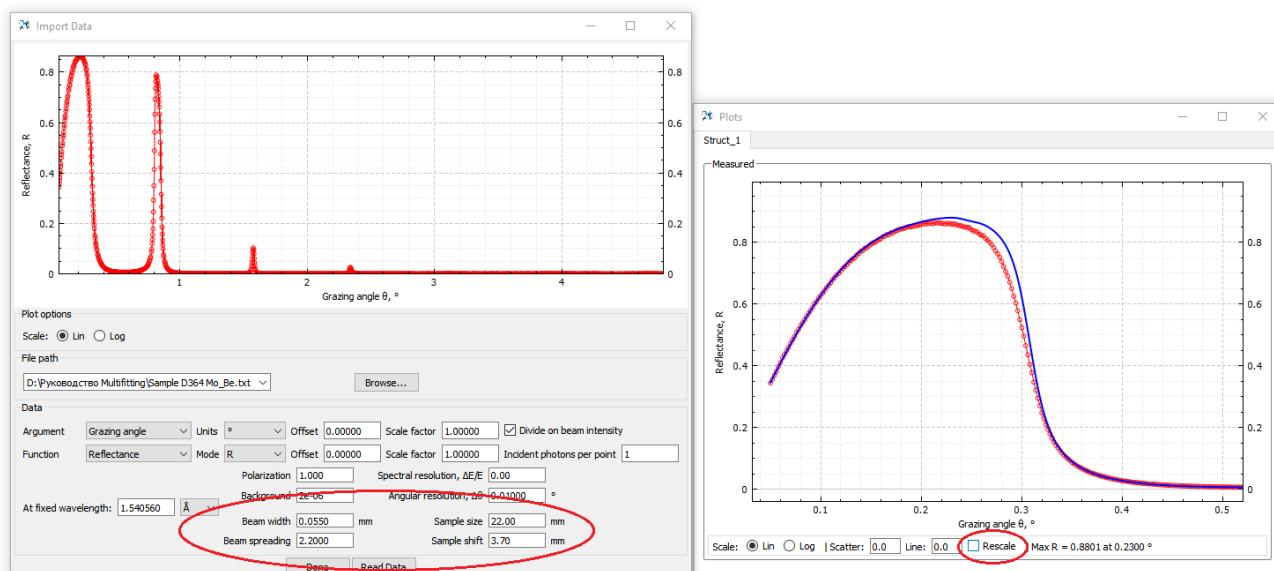 Import Data
0.8
0.6
0.4
0.2
0
0.8
0.6
0.4
0.2
0
Reflectance, R
1
2
3
4
Grazing angle θ, °
Plot options
Scale: Lin Log
File path
D:\Руководство Multifitting\Sample D364 Mo_Be.txt Browse...
Data
Argument Grazing angle Units ° Offset 0.00000 Scale factor 1.00000 Divide on beam intensity
Function Reflectance Mode R Offset 0.00000 Scale factor 1.00000 Incident photons per point 1
Polarization 1.000 Spectral resolution, ΔE/E 0.00
Background 2e-06 Angular resolution, Δθ 0.01000 °
At fixed wavelength: 1.540560 Å
Beam width 0.0550 mm Sample size 22.00 mm
Beam spreading 2.2000 Sample shift 3.70 mm
Done Read Data
Plots
Struct_1
Measured
0.8
0.6
0.4
0.2
0
0.8
0.6
0.4
0.2
0
Reflectance, R
0.1
0.2
0.3
0.4
0.5
Grazing angle θ, °
Scale: Lin Log | Scatter: 0.0 Line: 0.0 Rescale Max R = 0.8801 at 0.2300 °